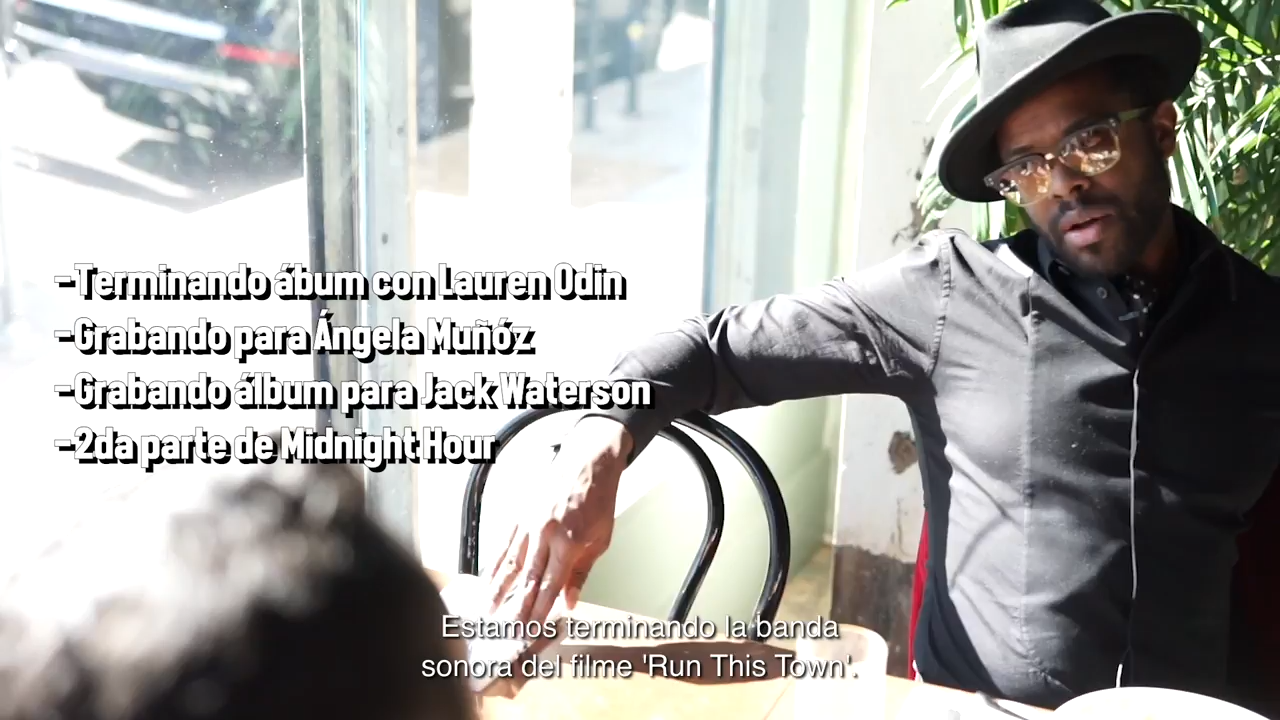 -Terminando ábum con Lauren Odin
-Grabando para Ángela Muñóz
-Grabando álbum para Jack Waterson
-2da parte de Midnight Hour
Estamos terminando la banda
sonora del filme 'Run This Town'.